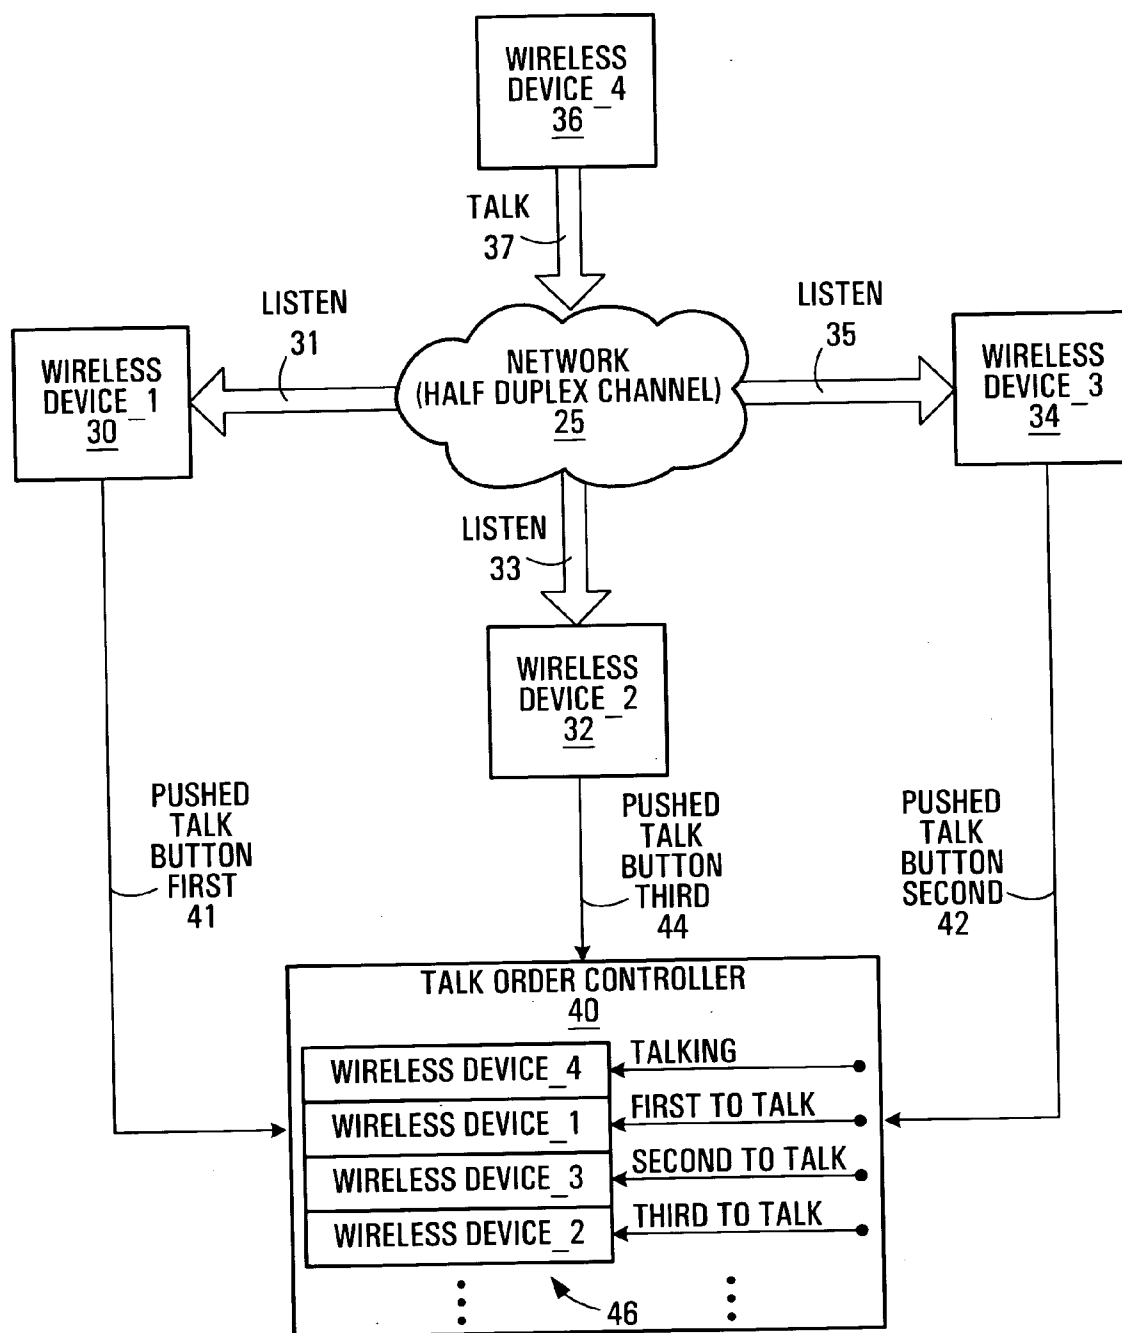 WIRELESS
DEVICE_4
36
TALK
37
LISTEN
31
LISTEN
35
WIRELESS
DEVICE_1
30
NETWORK
(HALF DUPLEX CHANNEL)
25
WIRELESS
DEVICE_3
34
LISTEN
33
WIRELESS
DEVICE_2
32
PUSHED
TALK
BUTTON
FIRST
41
PUSHED
TALK
BUTTON
THIRD
44
PUSHED
TALK
BUTTON
SECOND
42
TALK ORDER CONTROLLER
40
WIRELESS DEVICE_4
TALKING
WIRELESS DEVICE_1
FIRST TO TALK
WIRELESS DEVICE_3
SECOND TO TALK
WIRELESS DEVICE_2
THIRD TO TALK
46